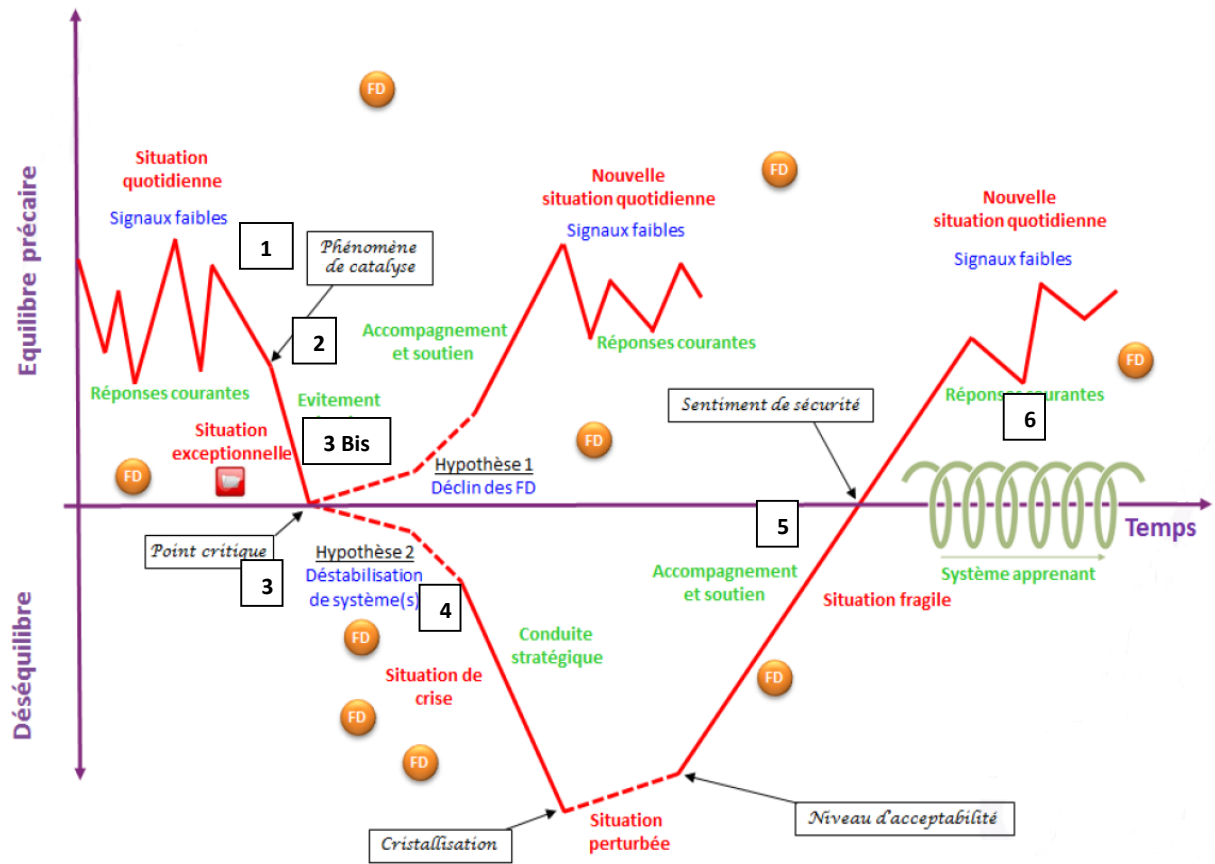 Equilibre précaire
Déséquilibre
Temps
FD
FD
FD
FD
FD
FD
FD
FD
FD
Situation
quotidienne
Signaux faibles
1
Phénomène
de catalyse
2
Réponses courantes
Evitement
3 Bis
Situation
exceptionnelle
Point critique
3
Accompagnement
et soutien
Nouvelle
situation quotidienne
Signaux faibles
Réponses courantes
Hypothèse 1
Déclin des FD
Hypothèse 2
Déstabilisation
de système(s)
4
Situation de
crise
Conduite
stratégique
Cristallisation
Situation
perturbée
Niveau d'acceptabilité
Accompagnement
et soutien
5
Sentiment de sécurité
Situation fragile
Nouvelle
situation quotidienne
Signaux faibles
Réponses courantes
6
Système apprenant